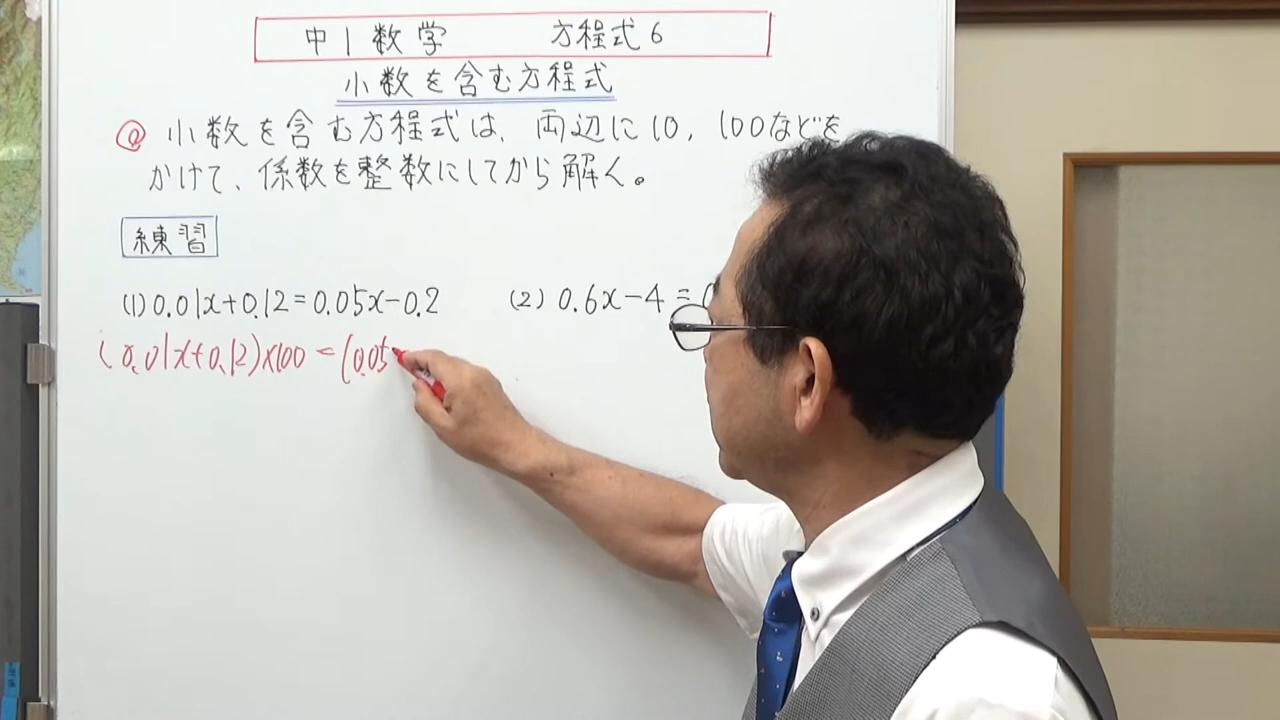 中1数学 方程式6
小数を含む方程式
@ 小数を含む方程式は、両辺に10, 100などを
かけて、係数を整数にしてから解く。
練習
(1) 0.01x+0.12=0.05x-0.2 (2) 0.6x-4=
(0.01x+0.12)×100=(0.05